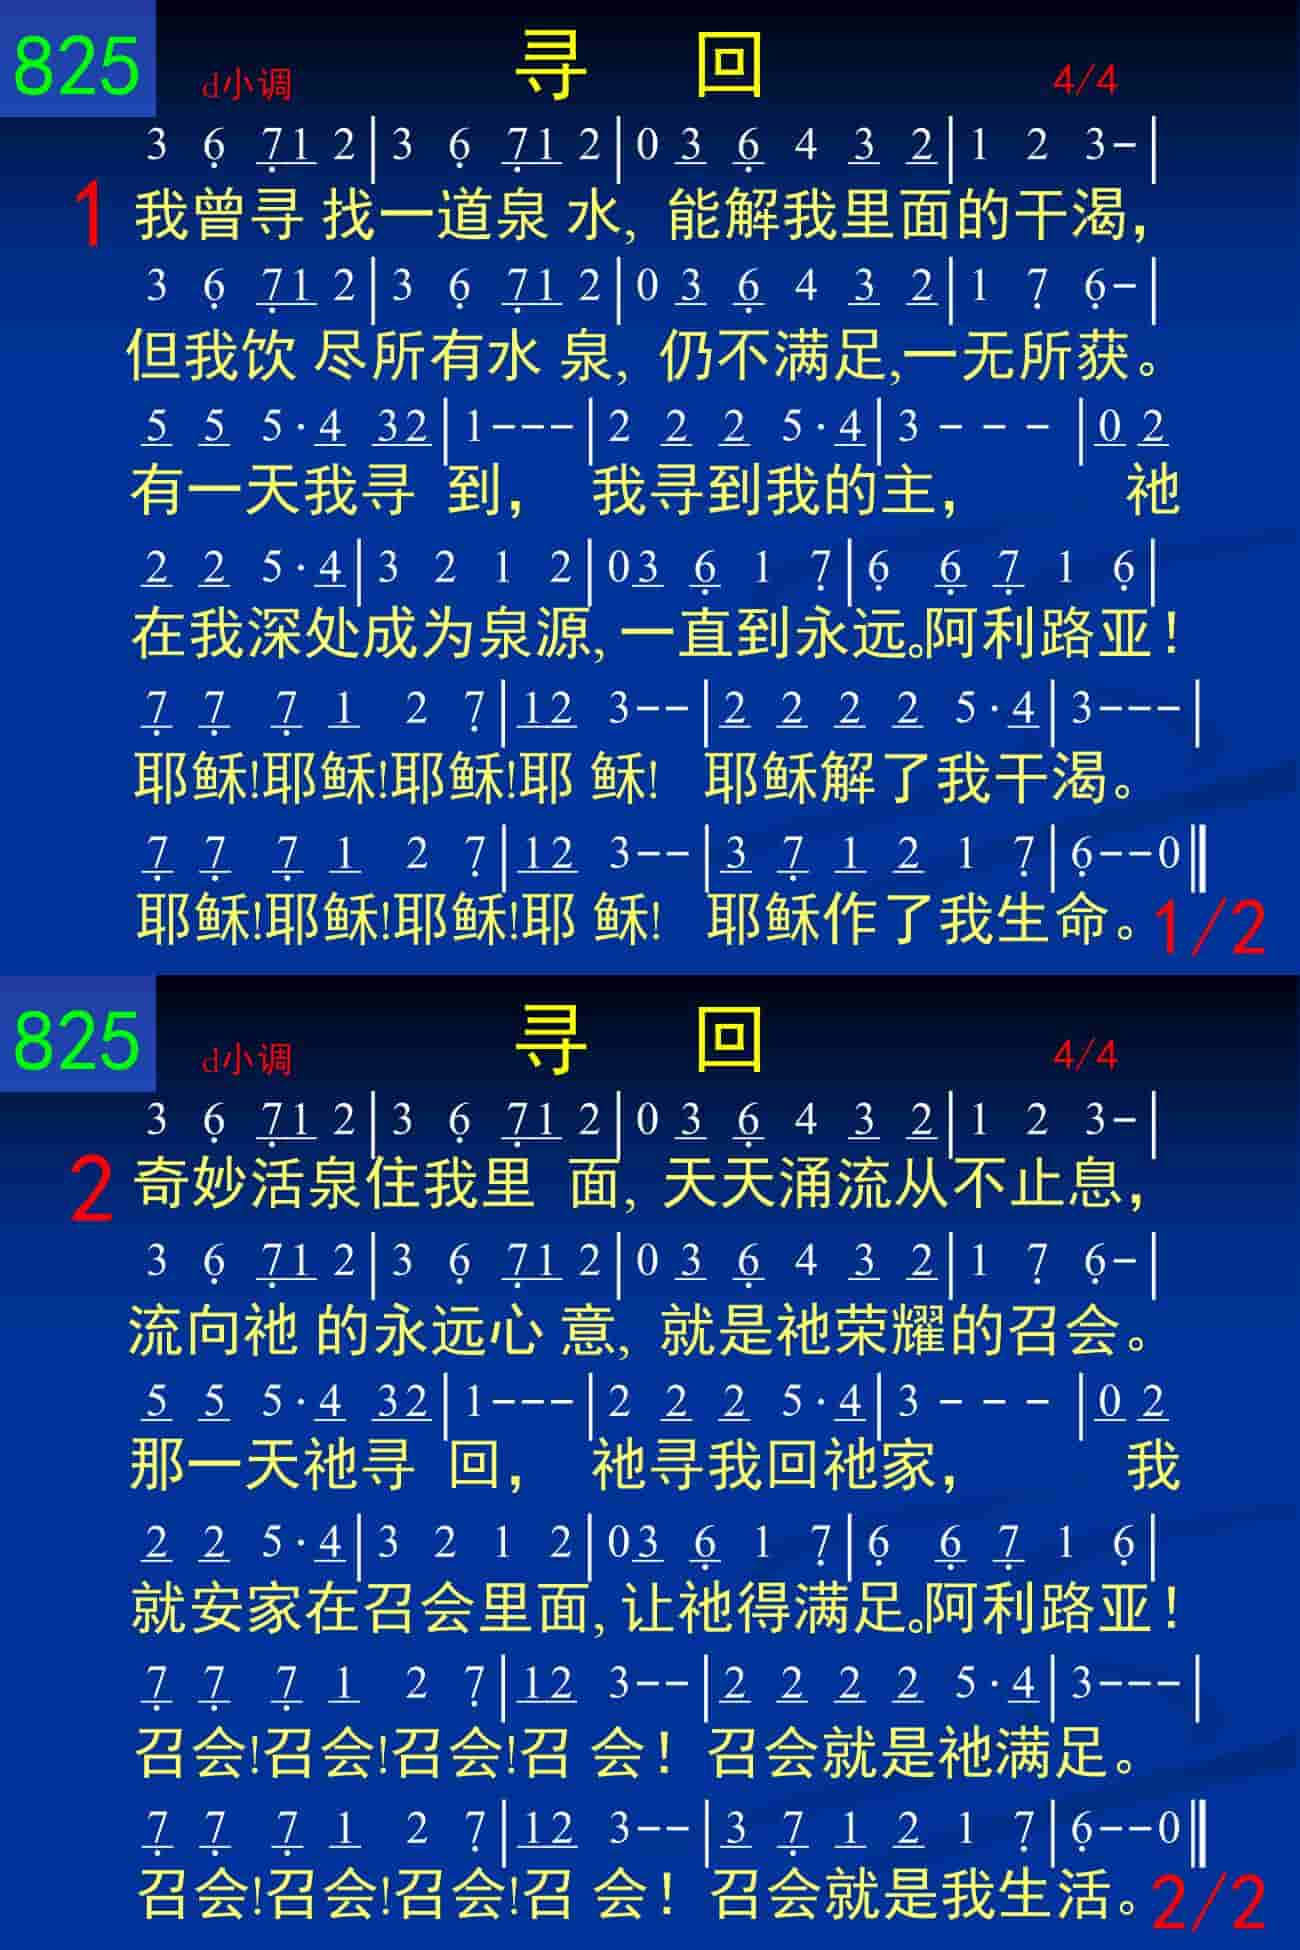 825
寻 回
d小调 4/4
3 6̣ 7̣1 2|3 6̣ 7̣1 2|0 3 6̣ 4 3 2|1 2 3-|
1 我曾寻 找一道泉 水, 能解我里面的干渴，
3 6̣ 7̣1 2|3 6̣ 7̣1 2|0 3 6̣ 4 3 2|1 7̣ 6̣-|
但我饮 尽所有水 泉, 仍不满足,一无所获。
5 5 5·4 32|1---|2 2 2 5·4|3 - - -|0 2
有一天我寻 到， 我寻到我的主， 祂
2 2 5·4|3 2 1 2|03 6̣ 1 7̣|6̣ 6̣ 7̣ 1 6̣|
在我深处成为泉源,一直到永远。阿利路亚！
7̣ 7̣ 7̣ 1 2 7̣|12 3--|2 2 2 2 5·4|3---|
耶稣!耶稣!耶稣!耶 稣! 耶稣解了我干渴。
7̣ 7̣ 7̣ 1 2 7̣|12 3--|3 7̣ 1 2 1 7̣|6̣--0‖
耶稣!耶稣!耶稣!耶 稣! 耶稣作了我生命。
1/2
825
寻 回
d小调 4/4
3 6̣ 7̣1 2|3 6̣ 7̣1 2|0 3 6̣ 4 3 2|1 2 3-|
2 奇妙活泉住我里 面, 天天涌流从不止息，
3 6̣ 7̣1 2|3 6̣ 7̣1 2|0 3 6̣ 4 3 2|1 7̣ 6̣-|
流向祂 的永远心 意, 就是祂荣耀的召会。
5 5 5·4 32|1---|2 2 2 5·4|3 - - -|0 2
那一天祂寻 回， 祂寻我回祂家， 我
2 2 5·4|3 2 1 2|03 6̣ 1 7̣|6̣ 6̣ 7̣ 1 6̣|
就安家在召会里面,让祂得满足。阿利路亚！
7̣ 7̣ 7̣ 1 2 7̣|12 3--|2 2 2 2 5·4|3---|
召会!召会!召会!召 会！召会就是祂满足。
7̣ 7̣ 7̣ 1 2 7̣|12 3--|3 7̣ 1 2 1 7̣|6̣--0‖
召会!召会!召会!召 会！召会就是我生活。
2/2